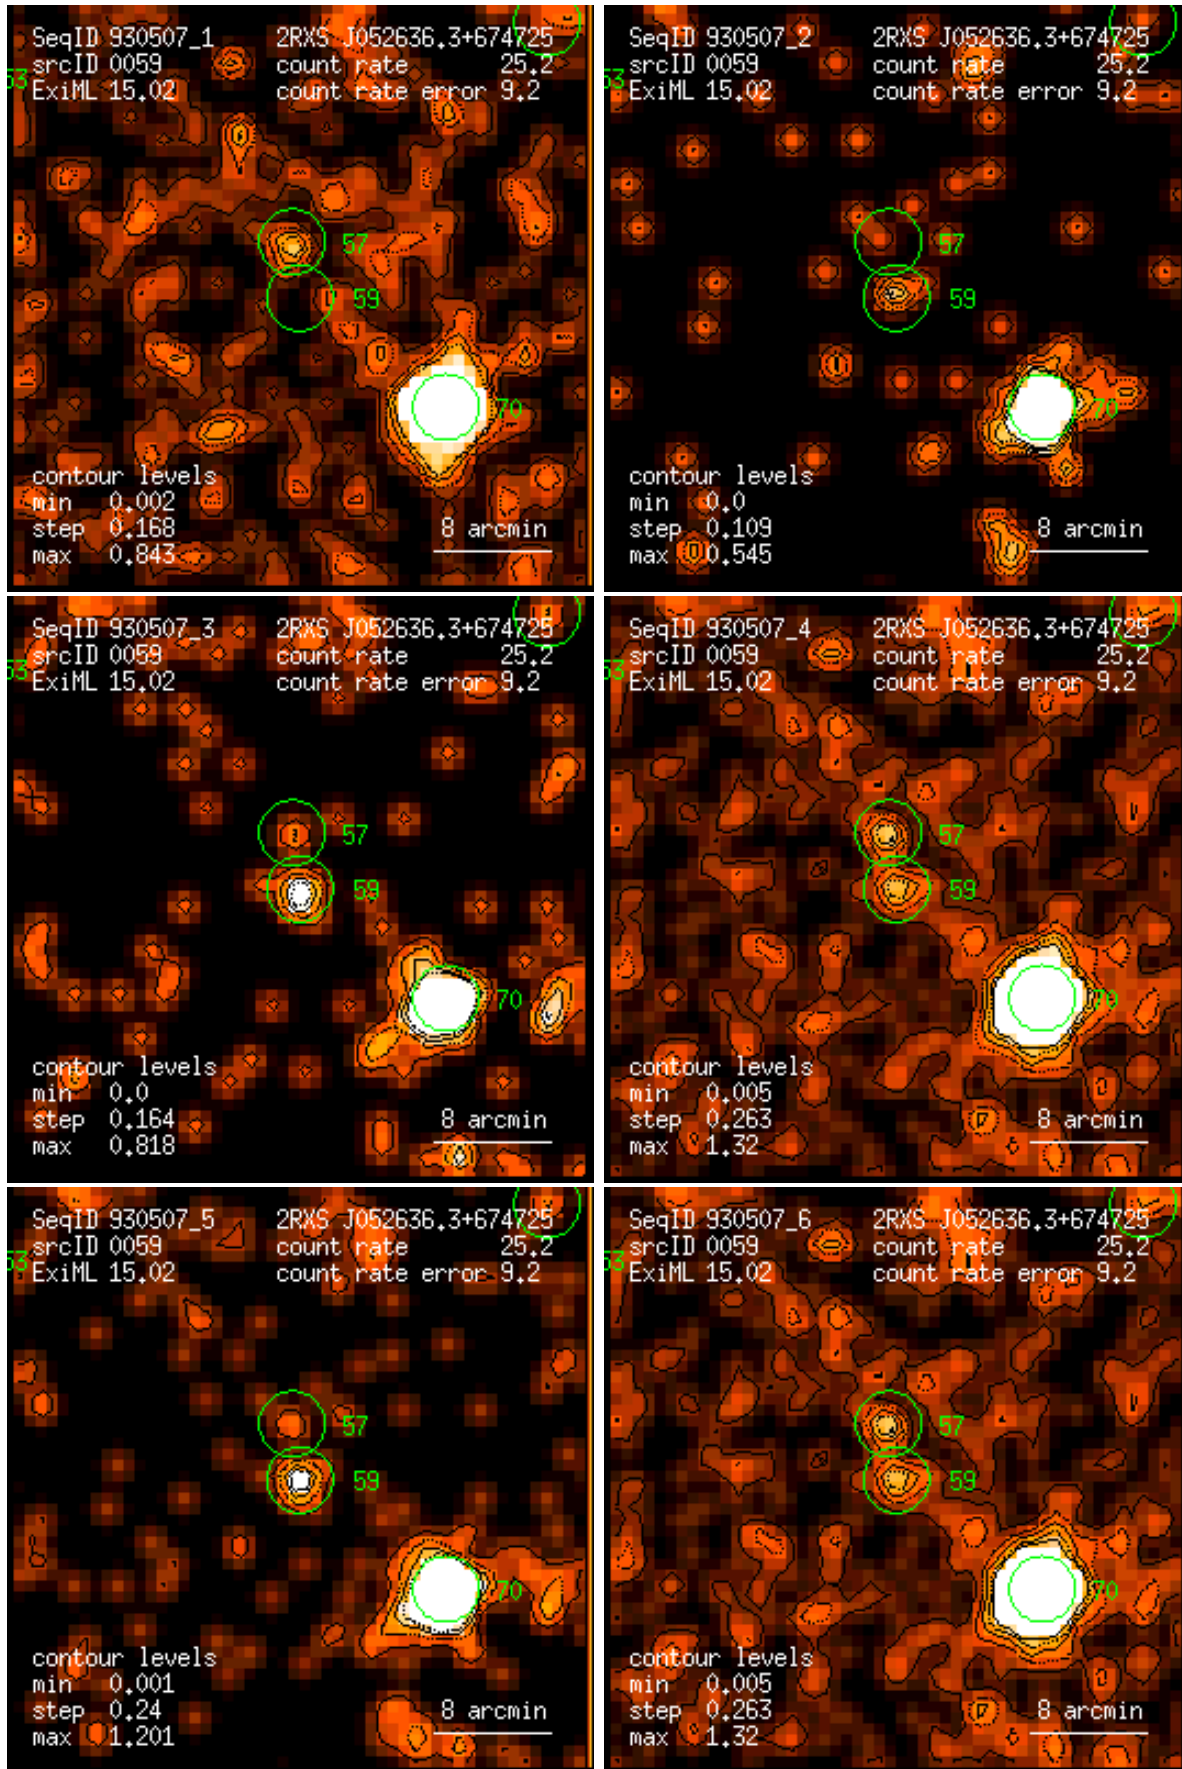 SeqID 930507_1 2RXS J052636.3+674725
srcID 0059 count rate 25.2
53
ExiML 15.02 count rate error 9.2
57
59
70
contour levels
min 0.002
step 0.168 8 arcmin
max 0.843
SeqID 930507_2 2RXS J052636.3+674725
srcID 0059 count rate 25.2
53
ExiML 15.02 count rate error 9.2
57
59
70
contour levels
min 0.0
step 0.109 8 arcmin
max 0.545
SeqID 930507_3 2RXS J052636.3+674725
srcID 0059 count rate 25.2
53
ExiML 15.02 count rate error 9.2
57
59
70
contour levels
min 0.0
step 0.164 8 arcmin
max 0.818
SeqID 930507_4 2RXS J052636.3+674725
srcID 0059 count rate 25.2
53
ExiML 15.02 count rate error 9.2
57
59
70
contour levels
min 0.005
step 0.263 8 arcmin
max 1.32
SeqID 930507_5 2RXS J052636.3+674725
srcID 0059 count rate 25.2
53
ExiML 15.02 count rate error 9.2
57
59
70
contour levels
min 0.001
step 0.24 8 arcmin
max 1.201
SeqID 930507_6 2RXS J052636.3+674725
srcID 0059 count rate 25.2
53
ExiML 15.02 count rate error 9.2
57
59
70
contour levels
min 0.005
step 0.263 8 arcmin
max 1.32